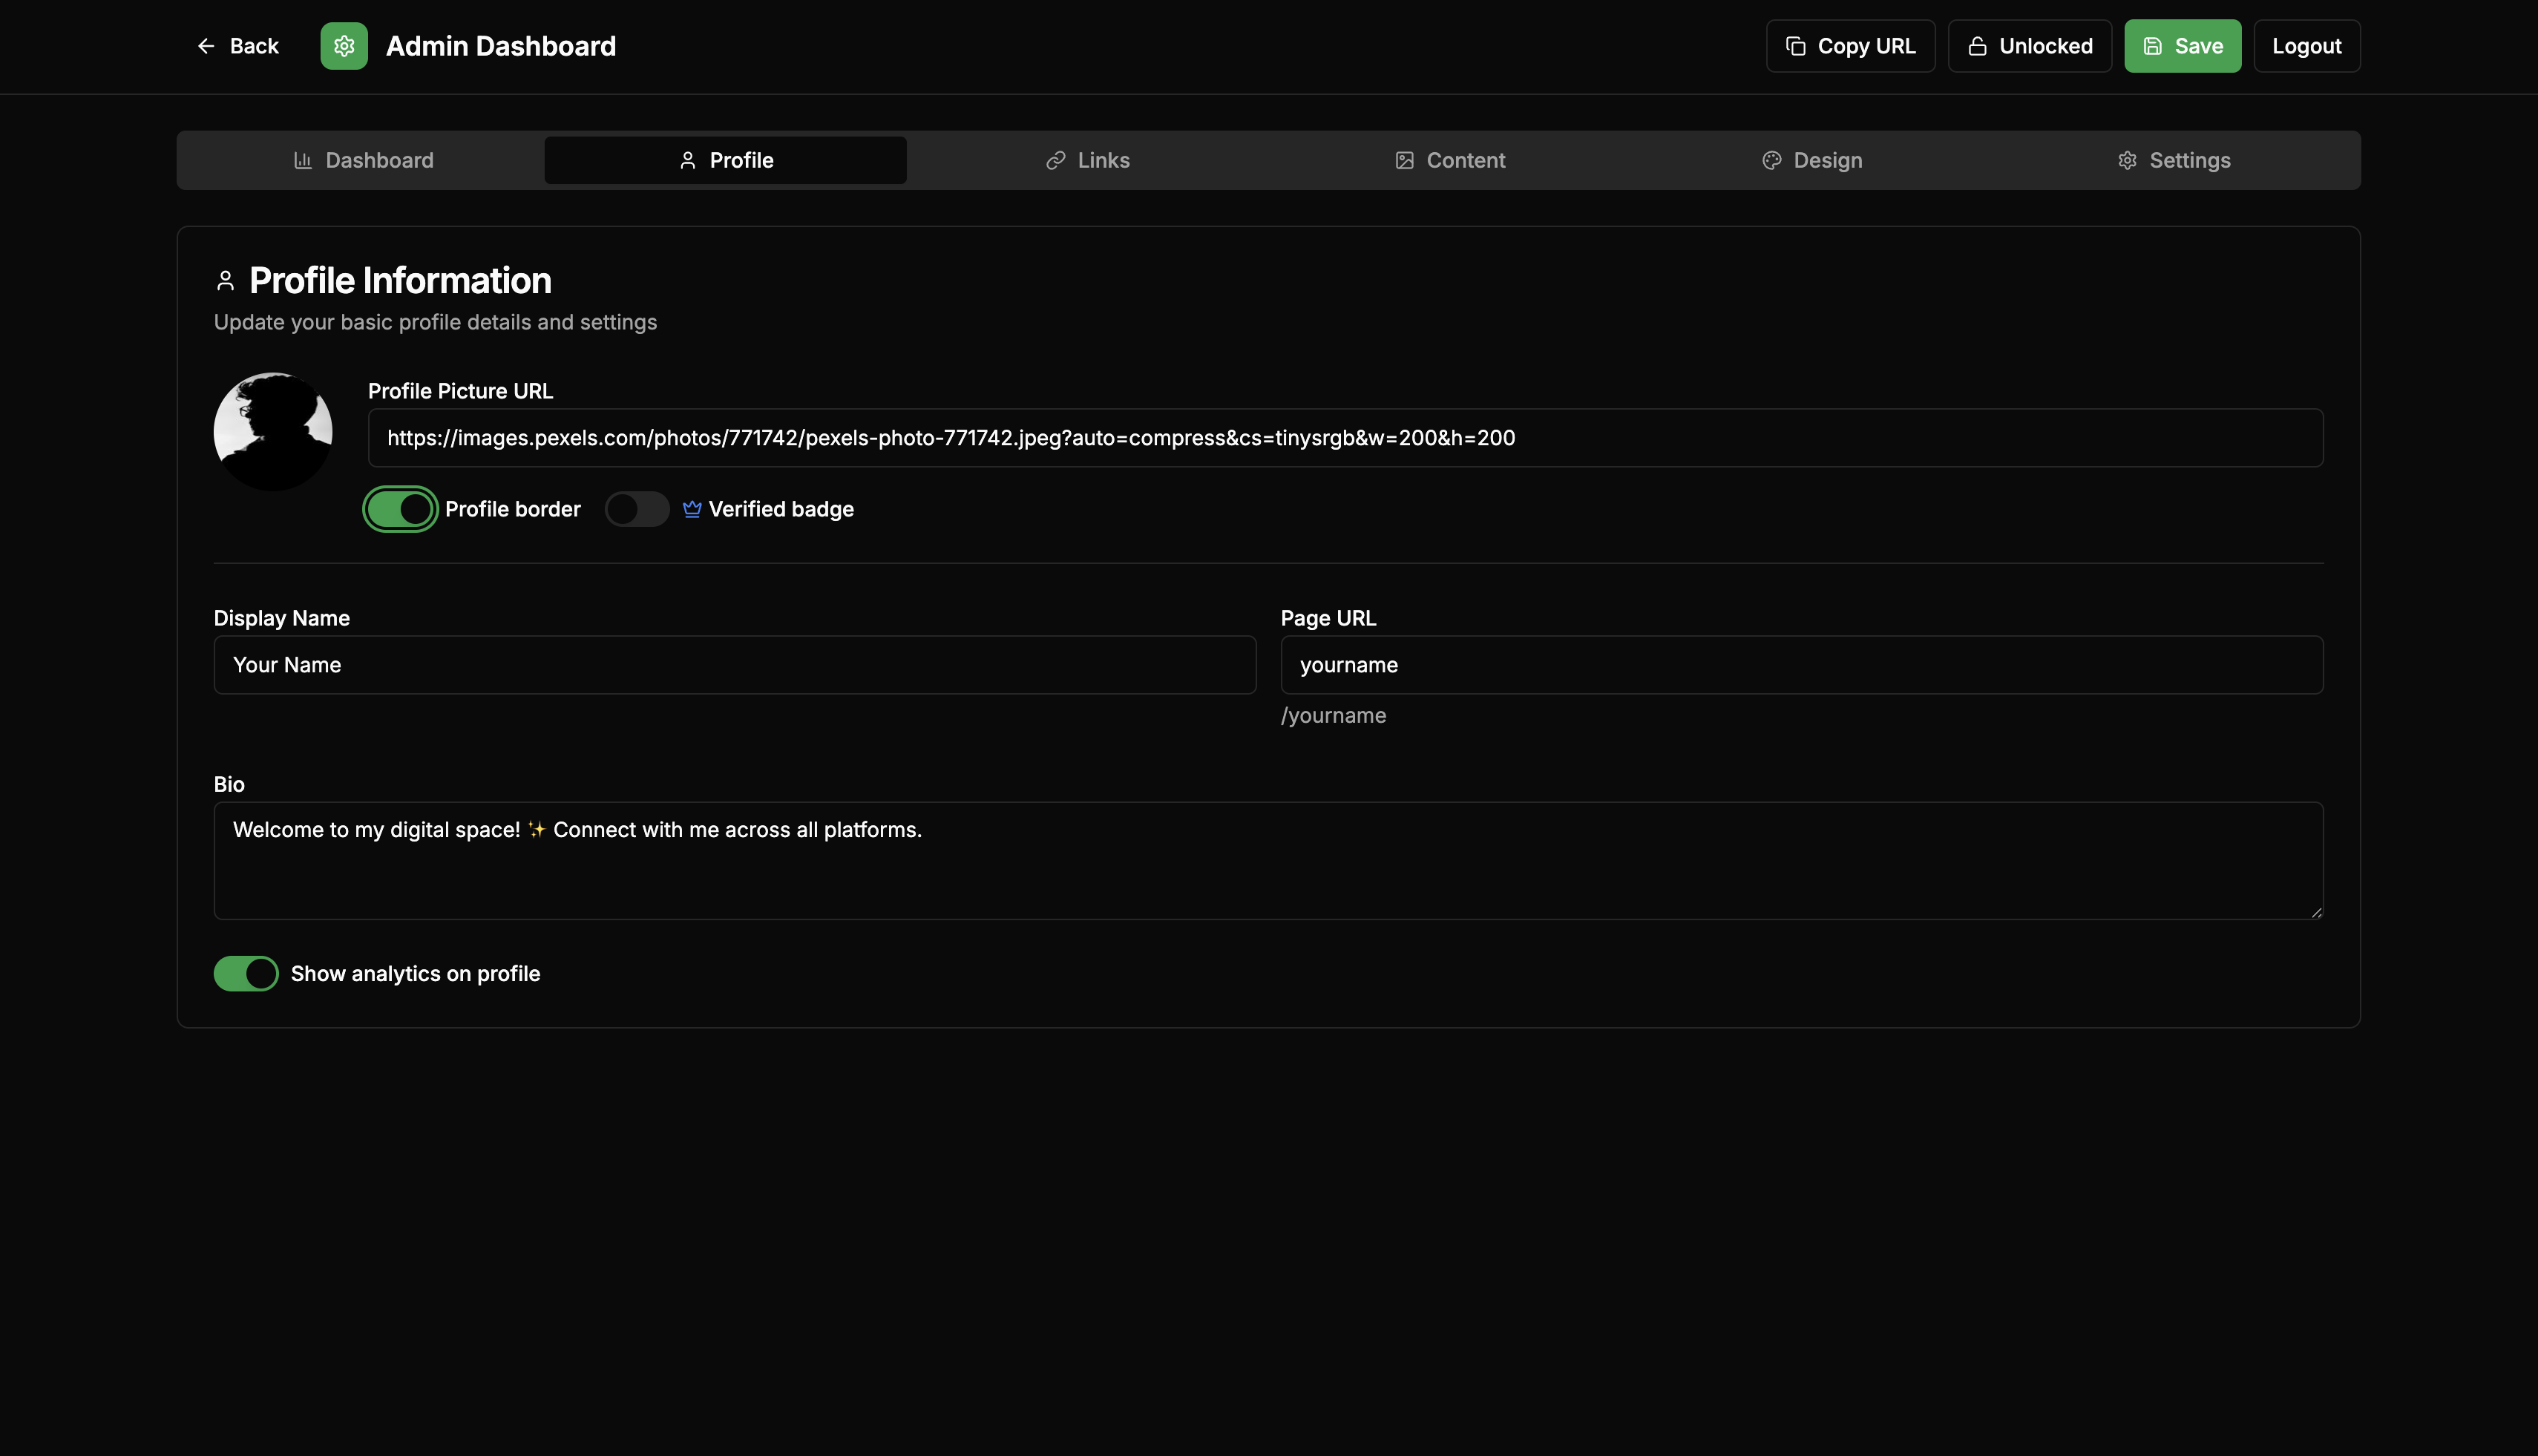 Back
Admin Dashboard
Copy URL
Unlocked
Save
Logout
Dashboard
Profile
Links
Content
Design
Settings
Profile Information
Update your basic profile details and settings
Profile Picture URL
https://images.pexels.com/photos/771742/pexels-photo-771742.jpeg?auto=compress&cs=tinysrgb&w=200&h=200
Profile border
Verified badge
Display Name
Your Name
Page URL
yourname
/yourname
Bio
Welcome to my digital space! ✨ Connect with me across all platforms.
Show analytics on profile